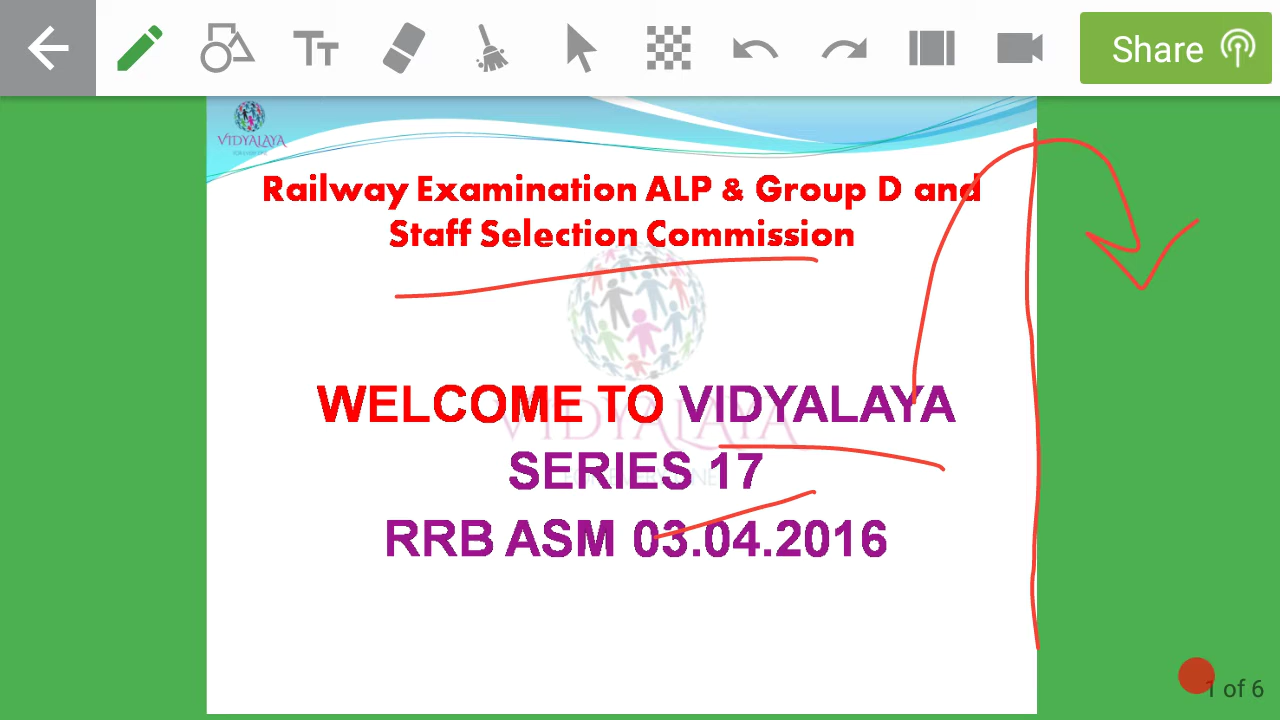 Share
VIDYALAYA
Railway Examination ALP & Group D and
Staff Selection Commission
WELCOME TO VIDYALAYA
VIDYALAYA
SERIES 17
RRB ASM 03.04.2016
1 of 6